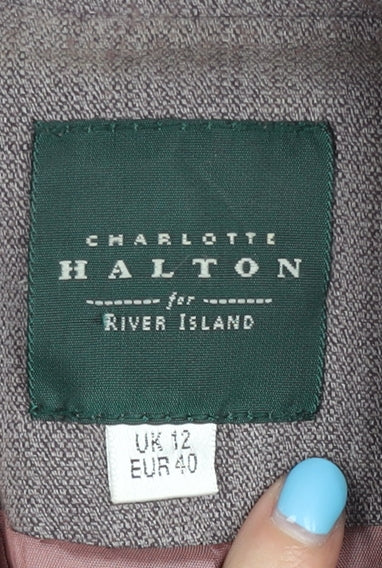 CHARLOTTE
HALTON
for
RIVER ISLAND
UK 12
EUR 40